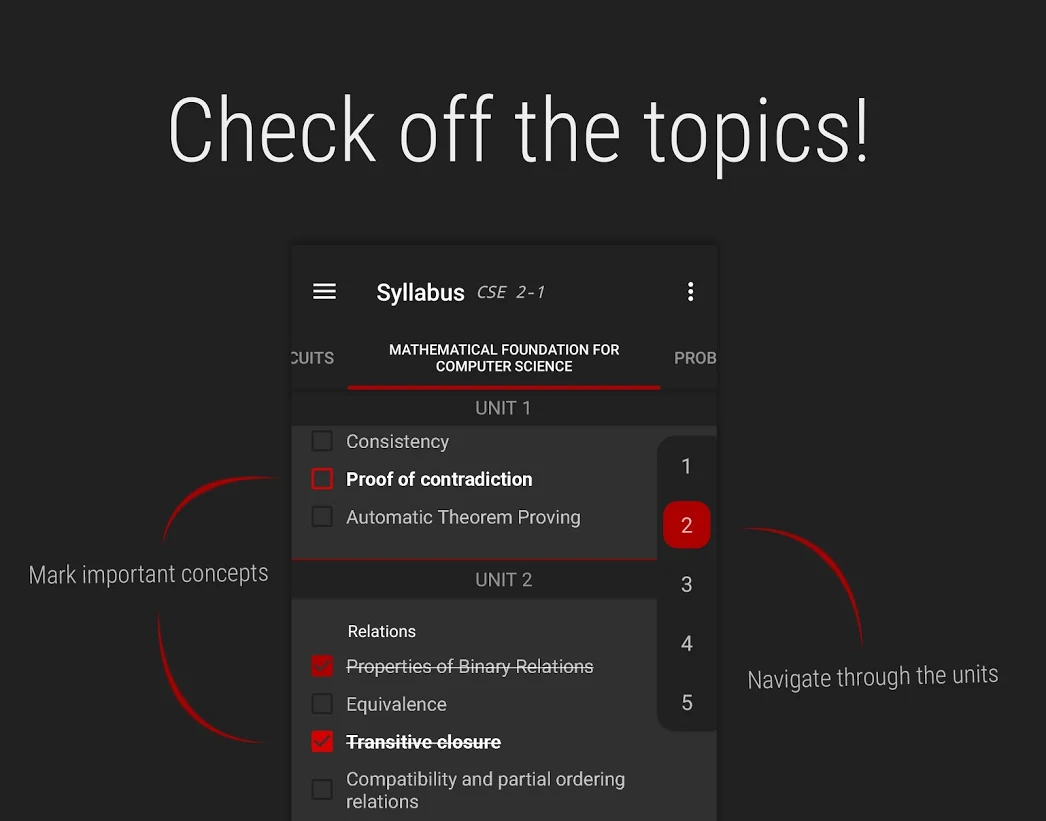 Check off the topics!
Syllabus CSE 2-1
CUITS
MATHEMATICAL FOUNDATION FOR
COMPUTER SCIENCE
PROB
UNIT 1
Consistency
Proof of contradiction
Automatic Theorem Proving
UNIT 2
Relations
Properties of Binary Relations
Equivalence
Transitive closure
Compatibility and partial ordering
relations
1
2
3
4
5
Mark important concepts
Navigate through the units